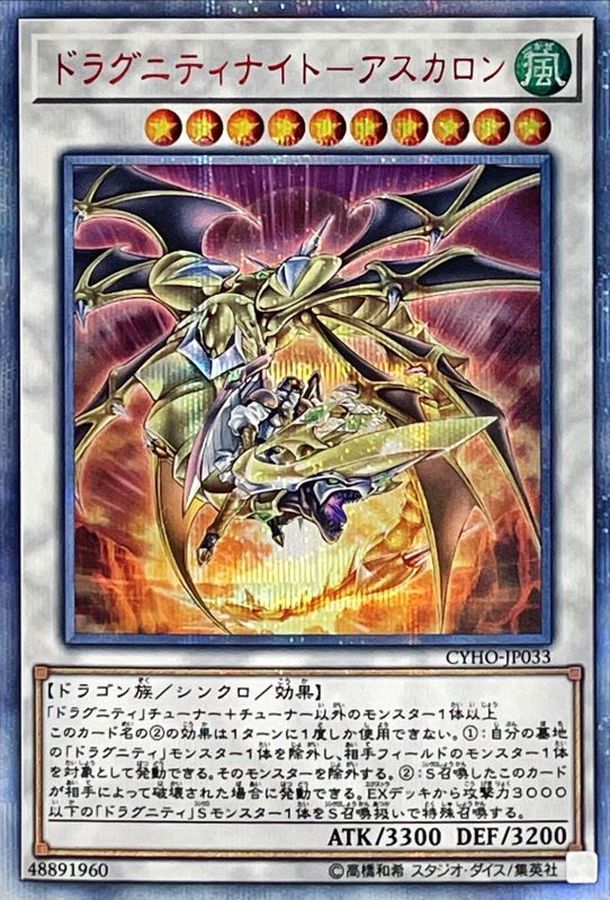 ドラグニティナイト－アスカロン
風
CYHO-JP033
【ドラゴン族／シンクロ／効果】
「ドラグニティ」チューナー＋チューナー以外のモンスター1体以上
このカード名の②の効果は1ターンに1度しか使用できない。①：自分の墓地
の「ドラグニティ」モンスター1体を除外し、相手フィールドのモンスター1体
を対象として発動できる。そのモンスターを除外する。②：S召喚したこのカード
が相手によって破壊された場合に発動できる。EXデッキから攻撃力3000
以下の「ドラグニティ」Sモンスター1体をS召喚扱いで特殊召喚する。
ATK/3300 DEF/3200
48891960
©高橋和希 スタジオ・ダイス/集英社